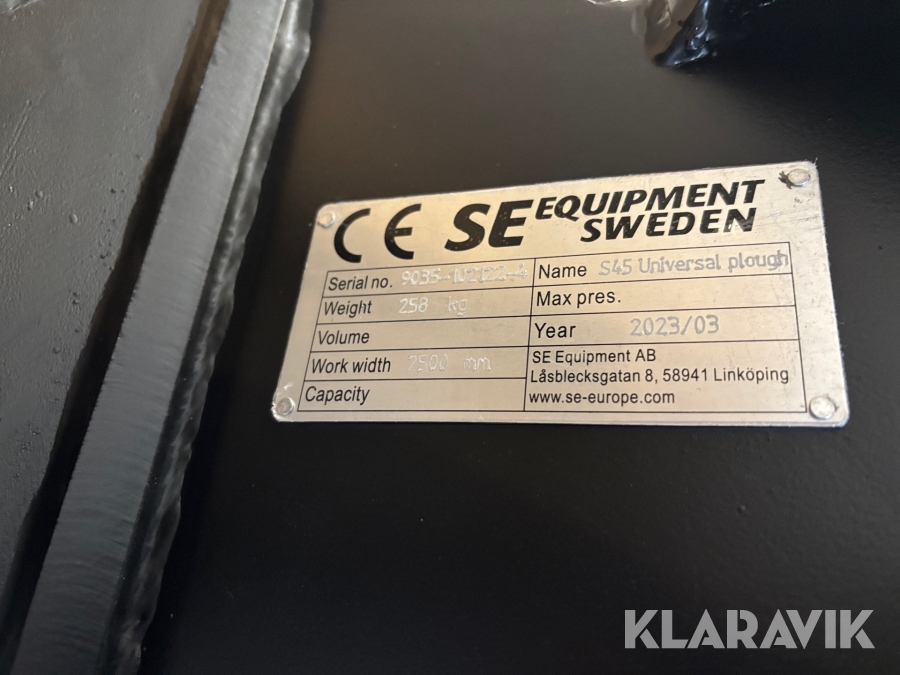 CE SE EQUIPMENT SWEDEN
Serial no.
Name S45 Universal plough
Weight 258 kg
Max pres.
Volume
Year 2023/03
Work width 2500 mm
SE Equipment AB
Låsblecksgatan 8, 58941 Linköping
www.se-europe.com
Capacity
KLARAVIK